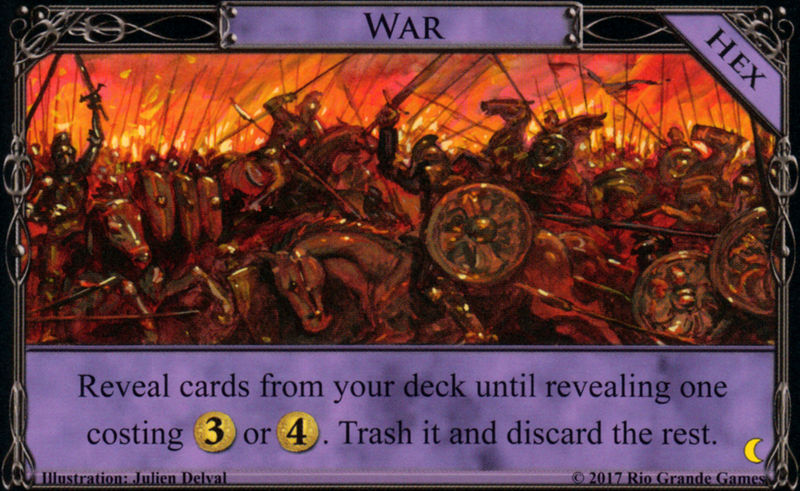 WAR
HEX
Reveal cards from your deck until revealing one
costing 3 or 4. Trash it and discard the rest.
Illustration: Julien Delval
© 2017 Rio Grande Games